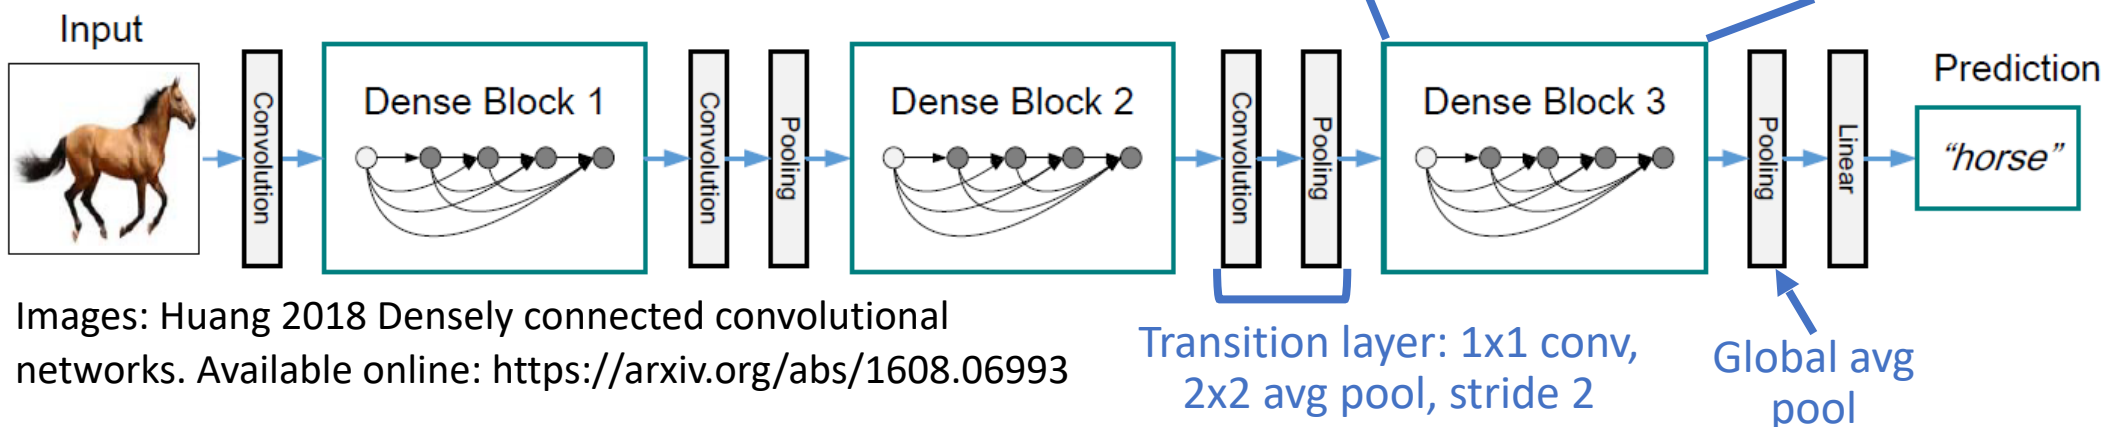 Input
Convolution
Dense Block 1
Convolution
Pooling
Dense Block 2
Convolution
Pooling
Dense Block 3
Pooling
Linear
Prediction
“horse”
Images: Huang 2018 Densely connected convolutional
networks. Available online: https://arxiv.org/abs/1608.06993
Transition layer: 1x1 conv,
2x2 avg pool, stride 2
Global avg
pool